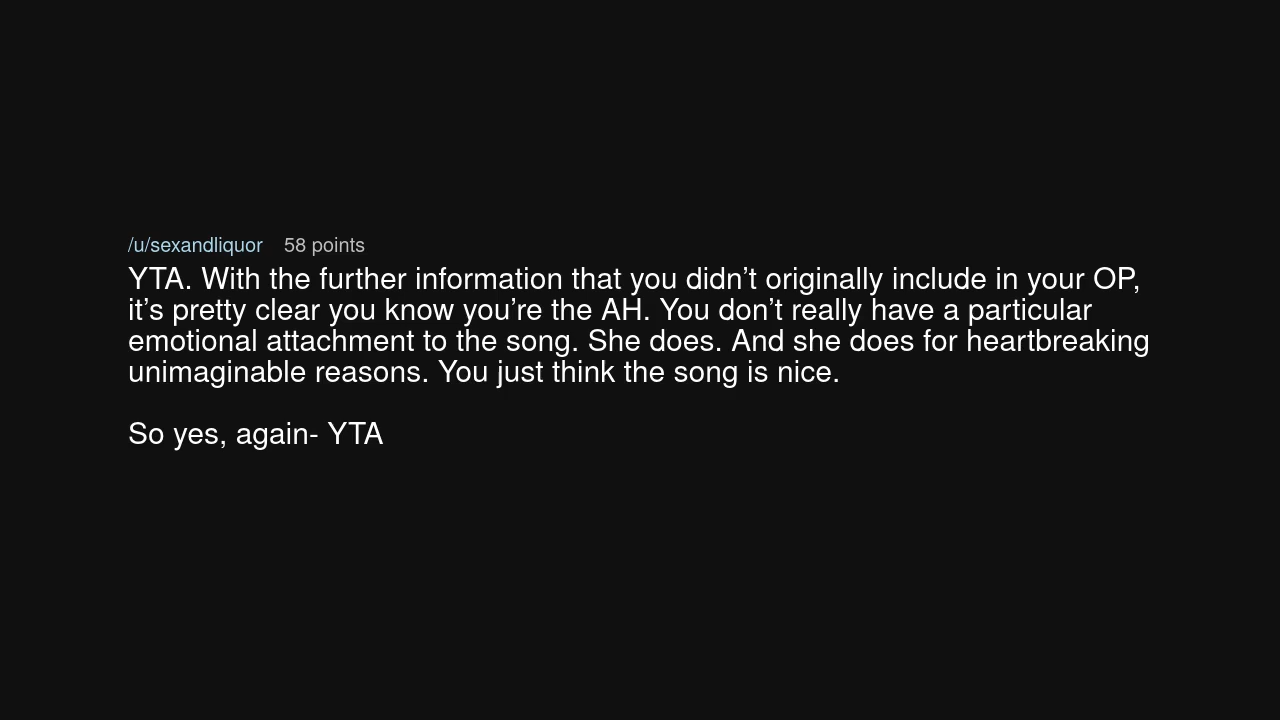 /u/sexandliquor 58 points
YTA. With the further information that you didn’t originally include in your OP,
it’s pretty clear you know you’re the AH. You don’t really have a particular
emotional attachment to the song. She does. And she does for heartbreaking
unimaginable reasons. You just think the song is nice.
So yes, again- YTA